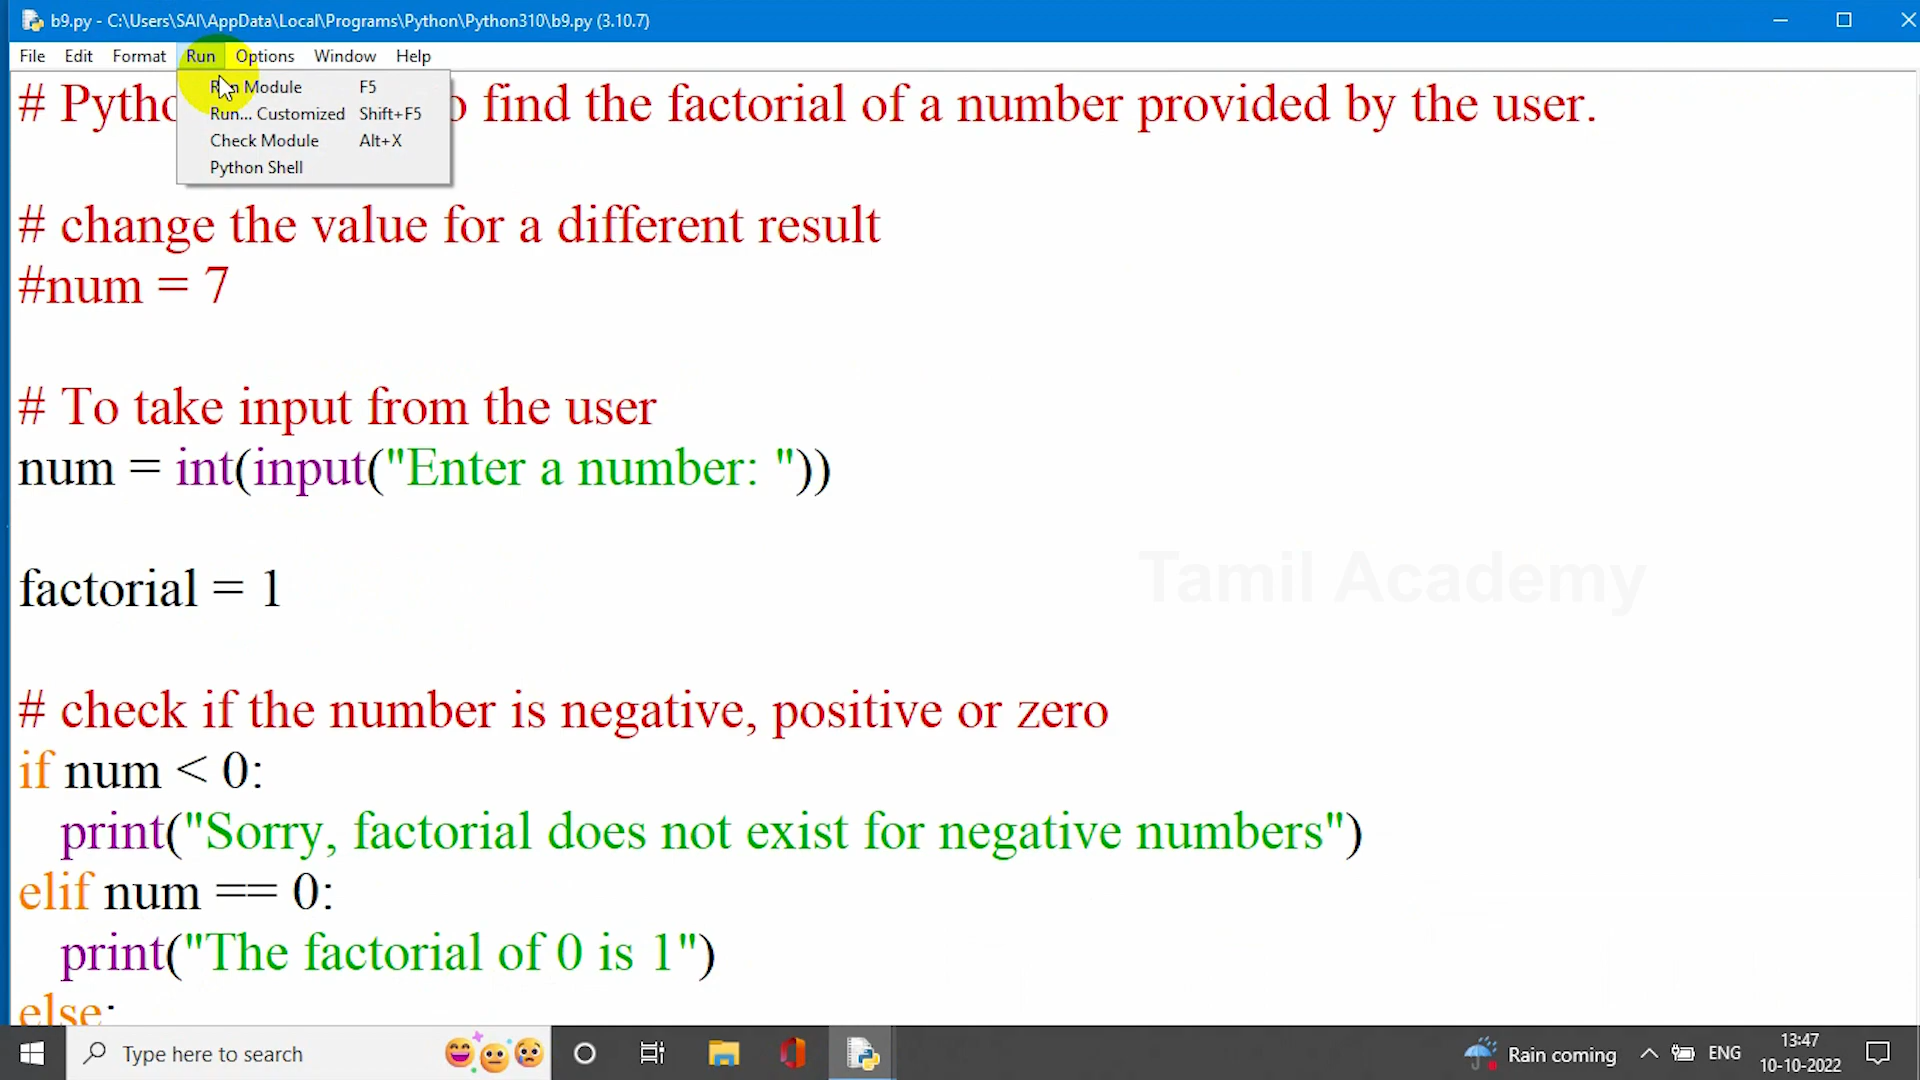 b9.py - C:\Users\SAI\AppData\Local\Programs\Python\Python310\b9.py (3.10.7)
File Edit Format Run Options Window Help
Run Module F5
Run... Customized Shift+F5
Check Module Alt+X
Python Shell
# Pytho o find the factorial of a number provided by the user.
# change the value for a different result
#num = 7
# To take input from the user
num = int(input("Enter a number: "))
factorial = 1
Tamil Academy
# check if the number is negative, positive or zero
if num < 0:
print("Sorry, factorial does not exist for negative numbers")
elif num == 0:
print("The factorial of 0 is 1")
else:
Type here to search
Rain coming
ENG
13:47
10-10-2022